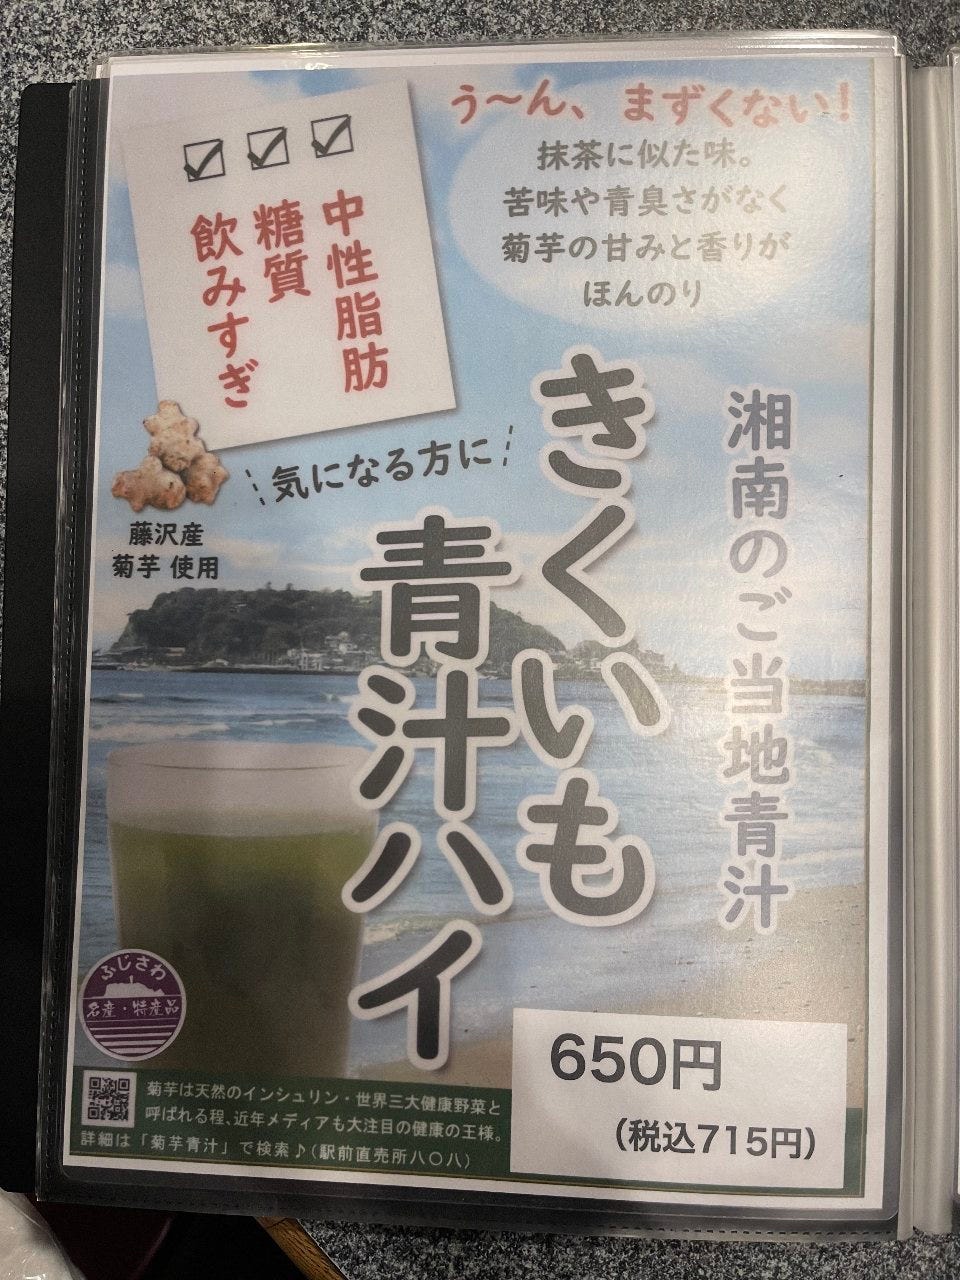 う〜ん、まずくない!
抹茶に似た味。
苦味や青臭さがなく
菊芋の甘みと香りが
ほんのり
中性脂肪
糖質
飲みすぎ
気になる方に
藤沢産
菊芋 使用
湘南のご当地青汁
きくいも
青汁ハイ
ふじさわ
名産・特産品
650円
(税込715円)
菊芋は天然のインシュリン・世界三大健康野菜と
呼ばれる程、近年メディアも大注目の健康の王様。
詳細は「菊芋青汁」で検索♪(駅前直売所八〇八)